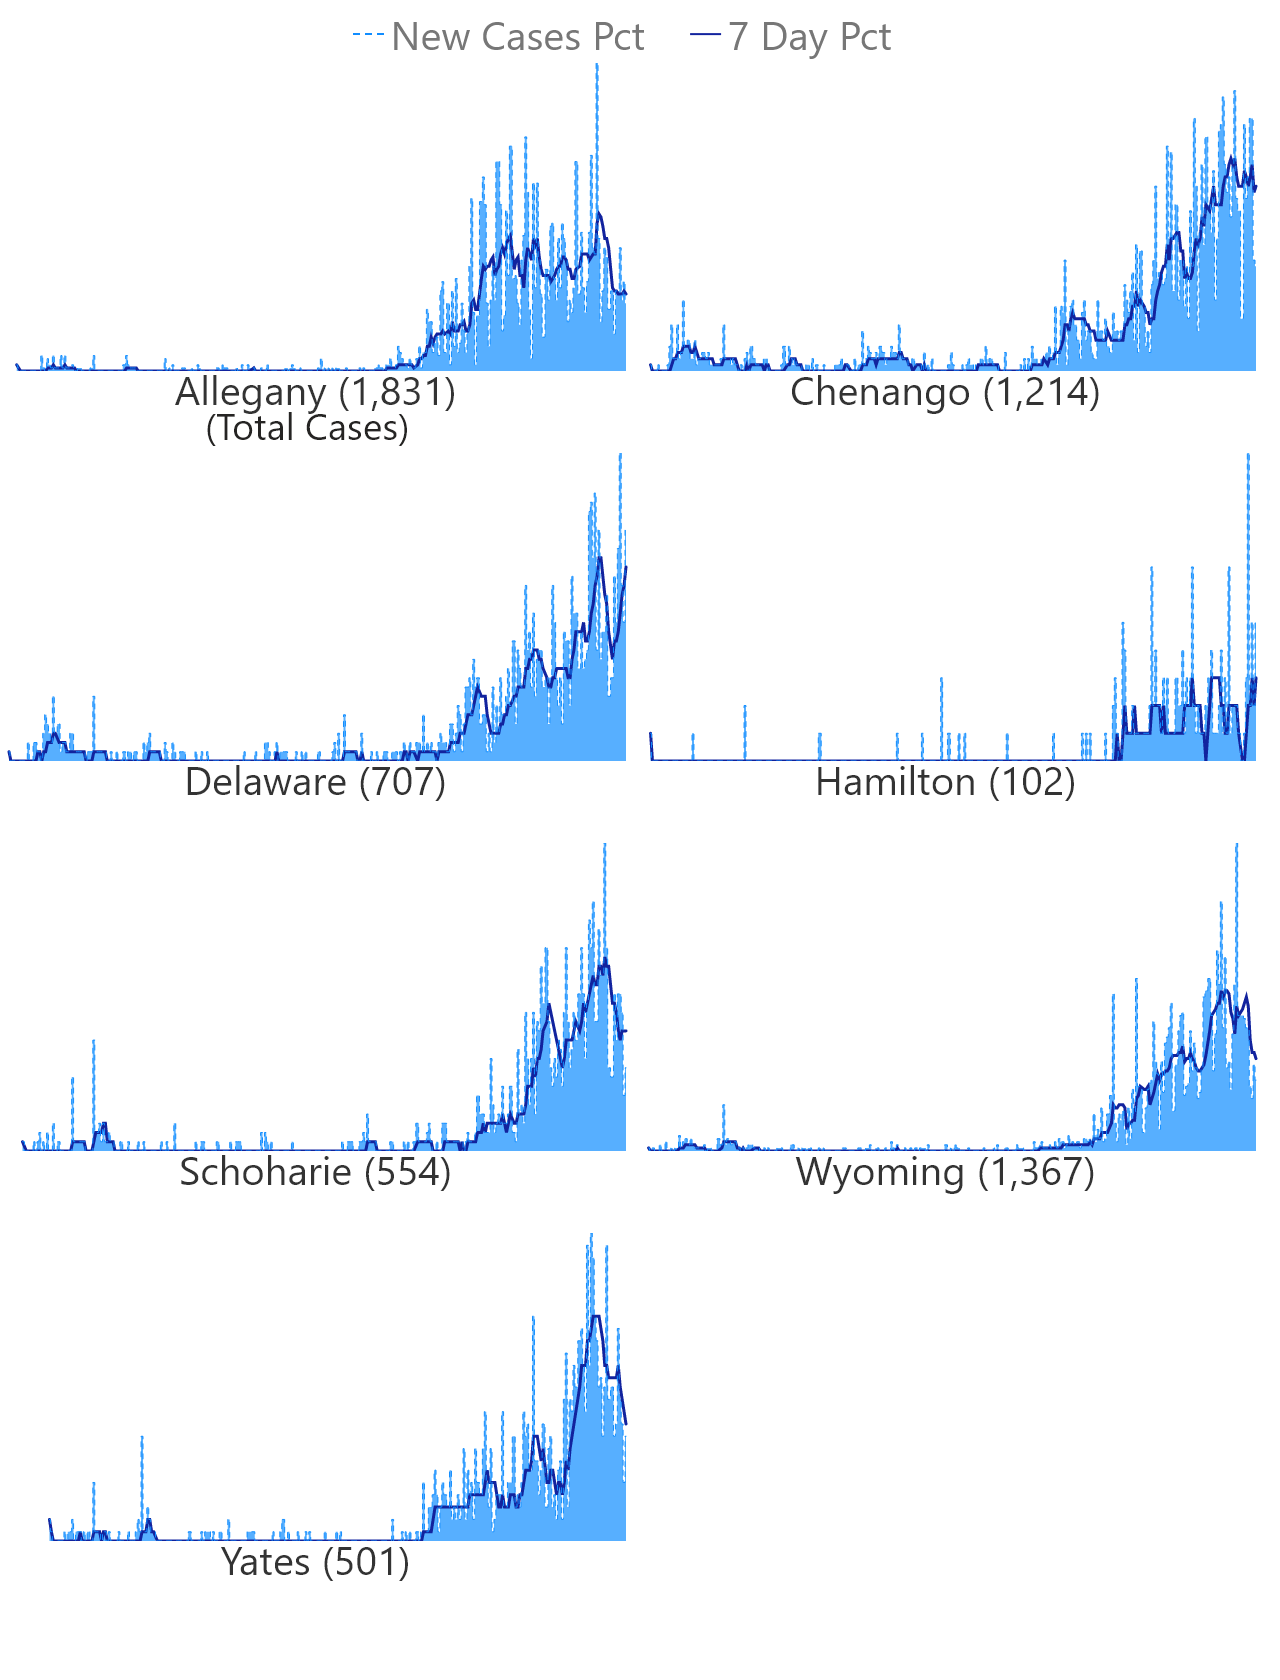 New Cases Pct 7 Day Pct
Allegany (1,831)
(Total Cases)
Chenango (1,214)
Delaware (707)
Hamilton (102)
Schoharie (554)
Wyoming (1,367)
Yates (501)